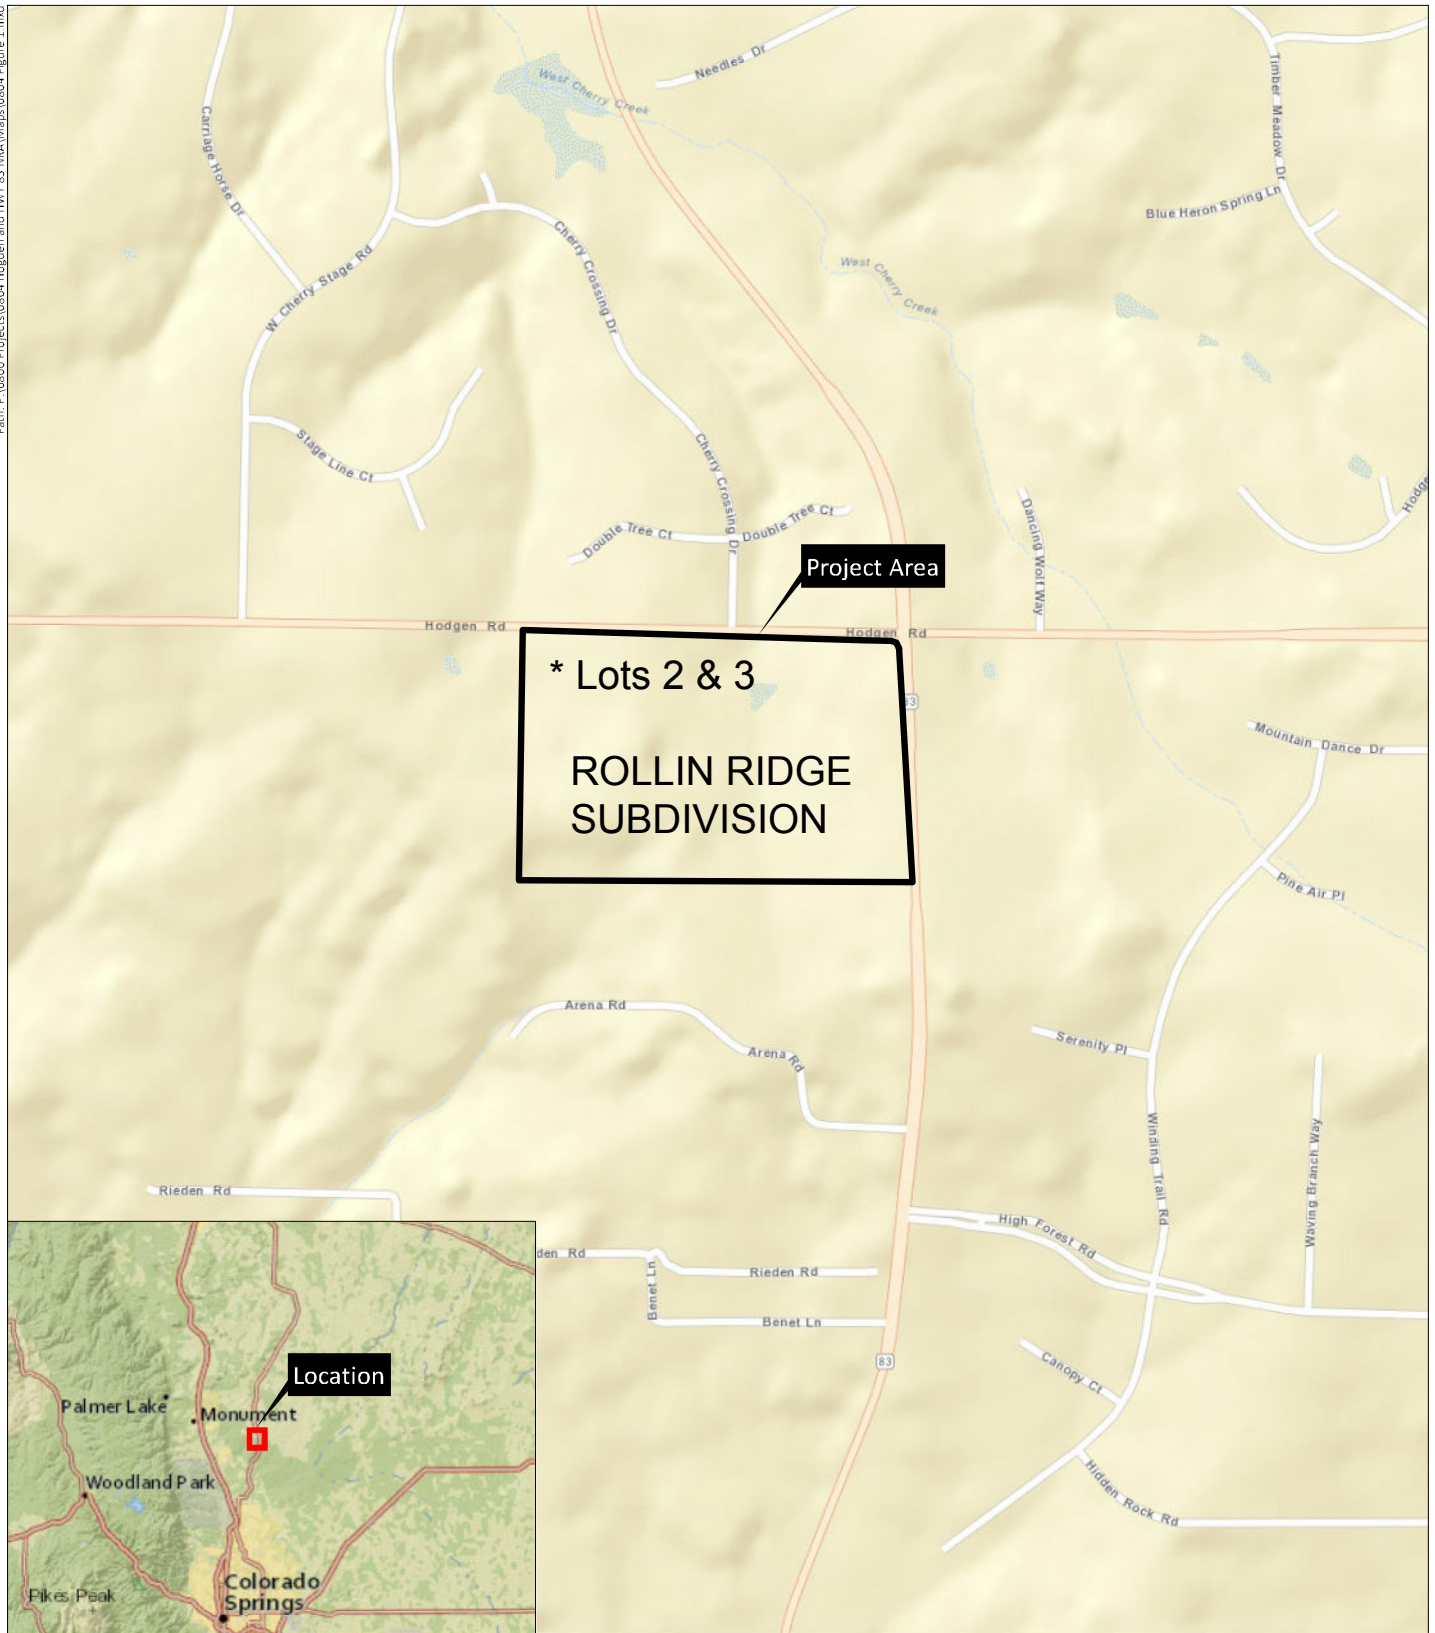 Needles Dr
West Cherry Creek
Timber Meadow Dr
Carriage Horse Dr
Blue Heron Spring Ln
Cherry Crossing Dr
W Cherry Stage Rd
West Cherry Creek
Stage Line Ct
Cherry Crossing Dr
Hodge
Double Tree Ct
Double Tree Ct
Dancing Wolf Way
Project Area
Hodgen Rd
Hodgen Rd
* Lots 2 & 3
83
ROLLIN RIDGE
SUBDIVISION
Mountain Dance Dr
Pine Air Pl
Arena Rd
Arena Rd
Serenity Pl
Winding Trail Rd
Waving Branch Way
Rieden Rd
High Forest Rd
den Rd
Rieden Rd
Benet Ln
Benet Ln
83
Canopy Ct
Hidden Rock Rd
Location
Palmer Lake
Monument
Woodland Park
Colorado
Springs
Pikes Peak